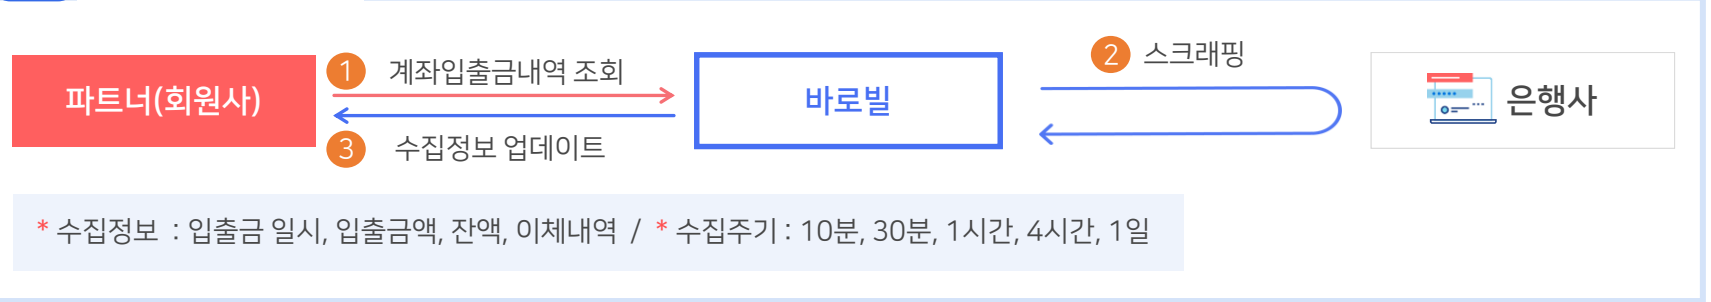 파트너(회원사)
1 계좌입출금내역 조회
3 수집정보 업데이트
바로빌
2 스크래핑
은행사
* 수집정보 : 입출금 일시, 입출금액, 잔액, 이체내역 / * 수집주기 : 10분, 30분, 1시간, 4시간, 1일